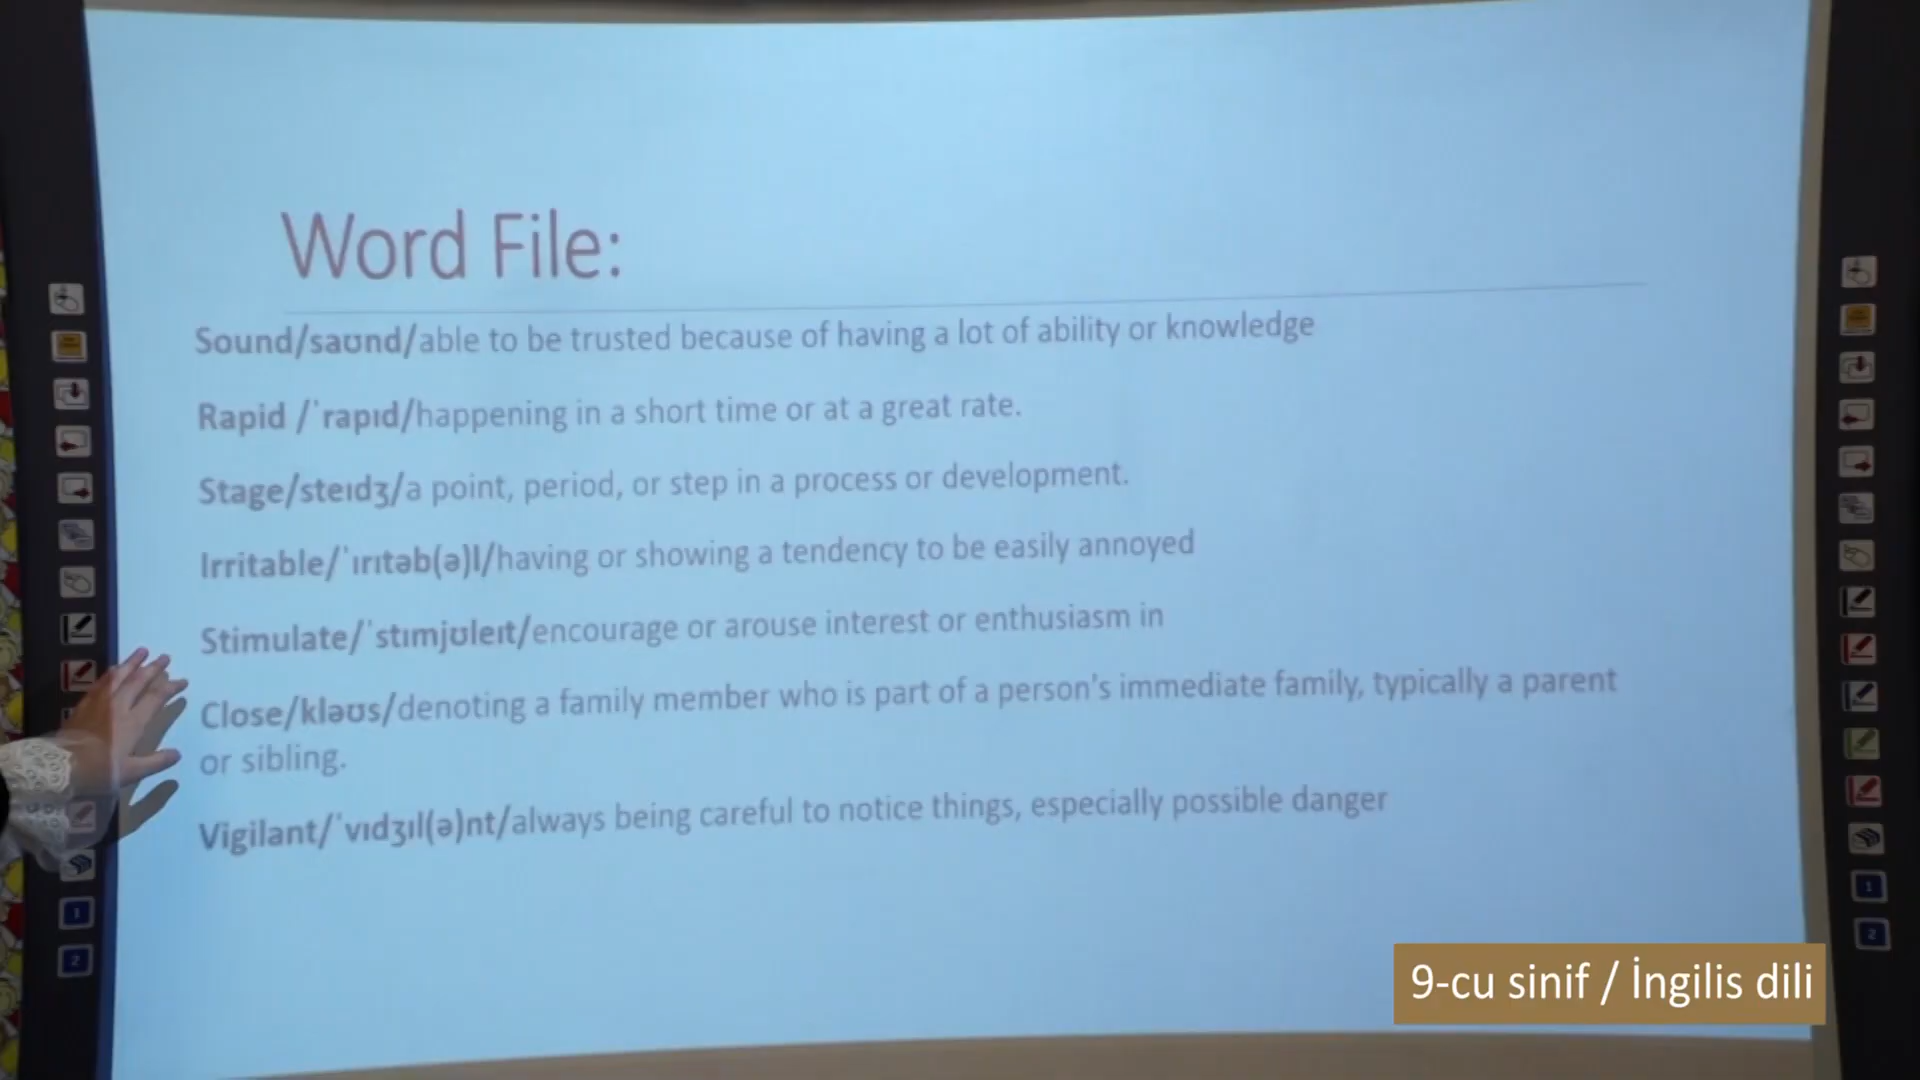 Word File:
Sound/saʊnd/able to be trusted because of having a lot of ability or knowledge
Rapid /ˈrapɪd/happening in a short time or at a great rate.
Stage/steɪdʒ/a point, period, or step in a process or development.
Irritable/ˈɪrɪtəb(ə)l/having or showing a tendency to be easily annoyed
Stimulate/ˈstɪmjʊleɪt/encourage or arouse interest or enthusiasm in
Close/kləʊs/denoting a family member who is part of a person's immediate family, typically a parent
or sibling.
Vigilant/ˈvɪdʒɪl(ə)nt/always being careful to notice things, especially possible danger
1
2
1
2
9-cu sinif / İngilis dili